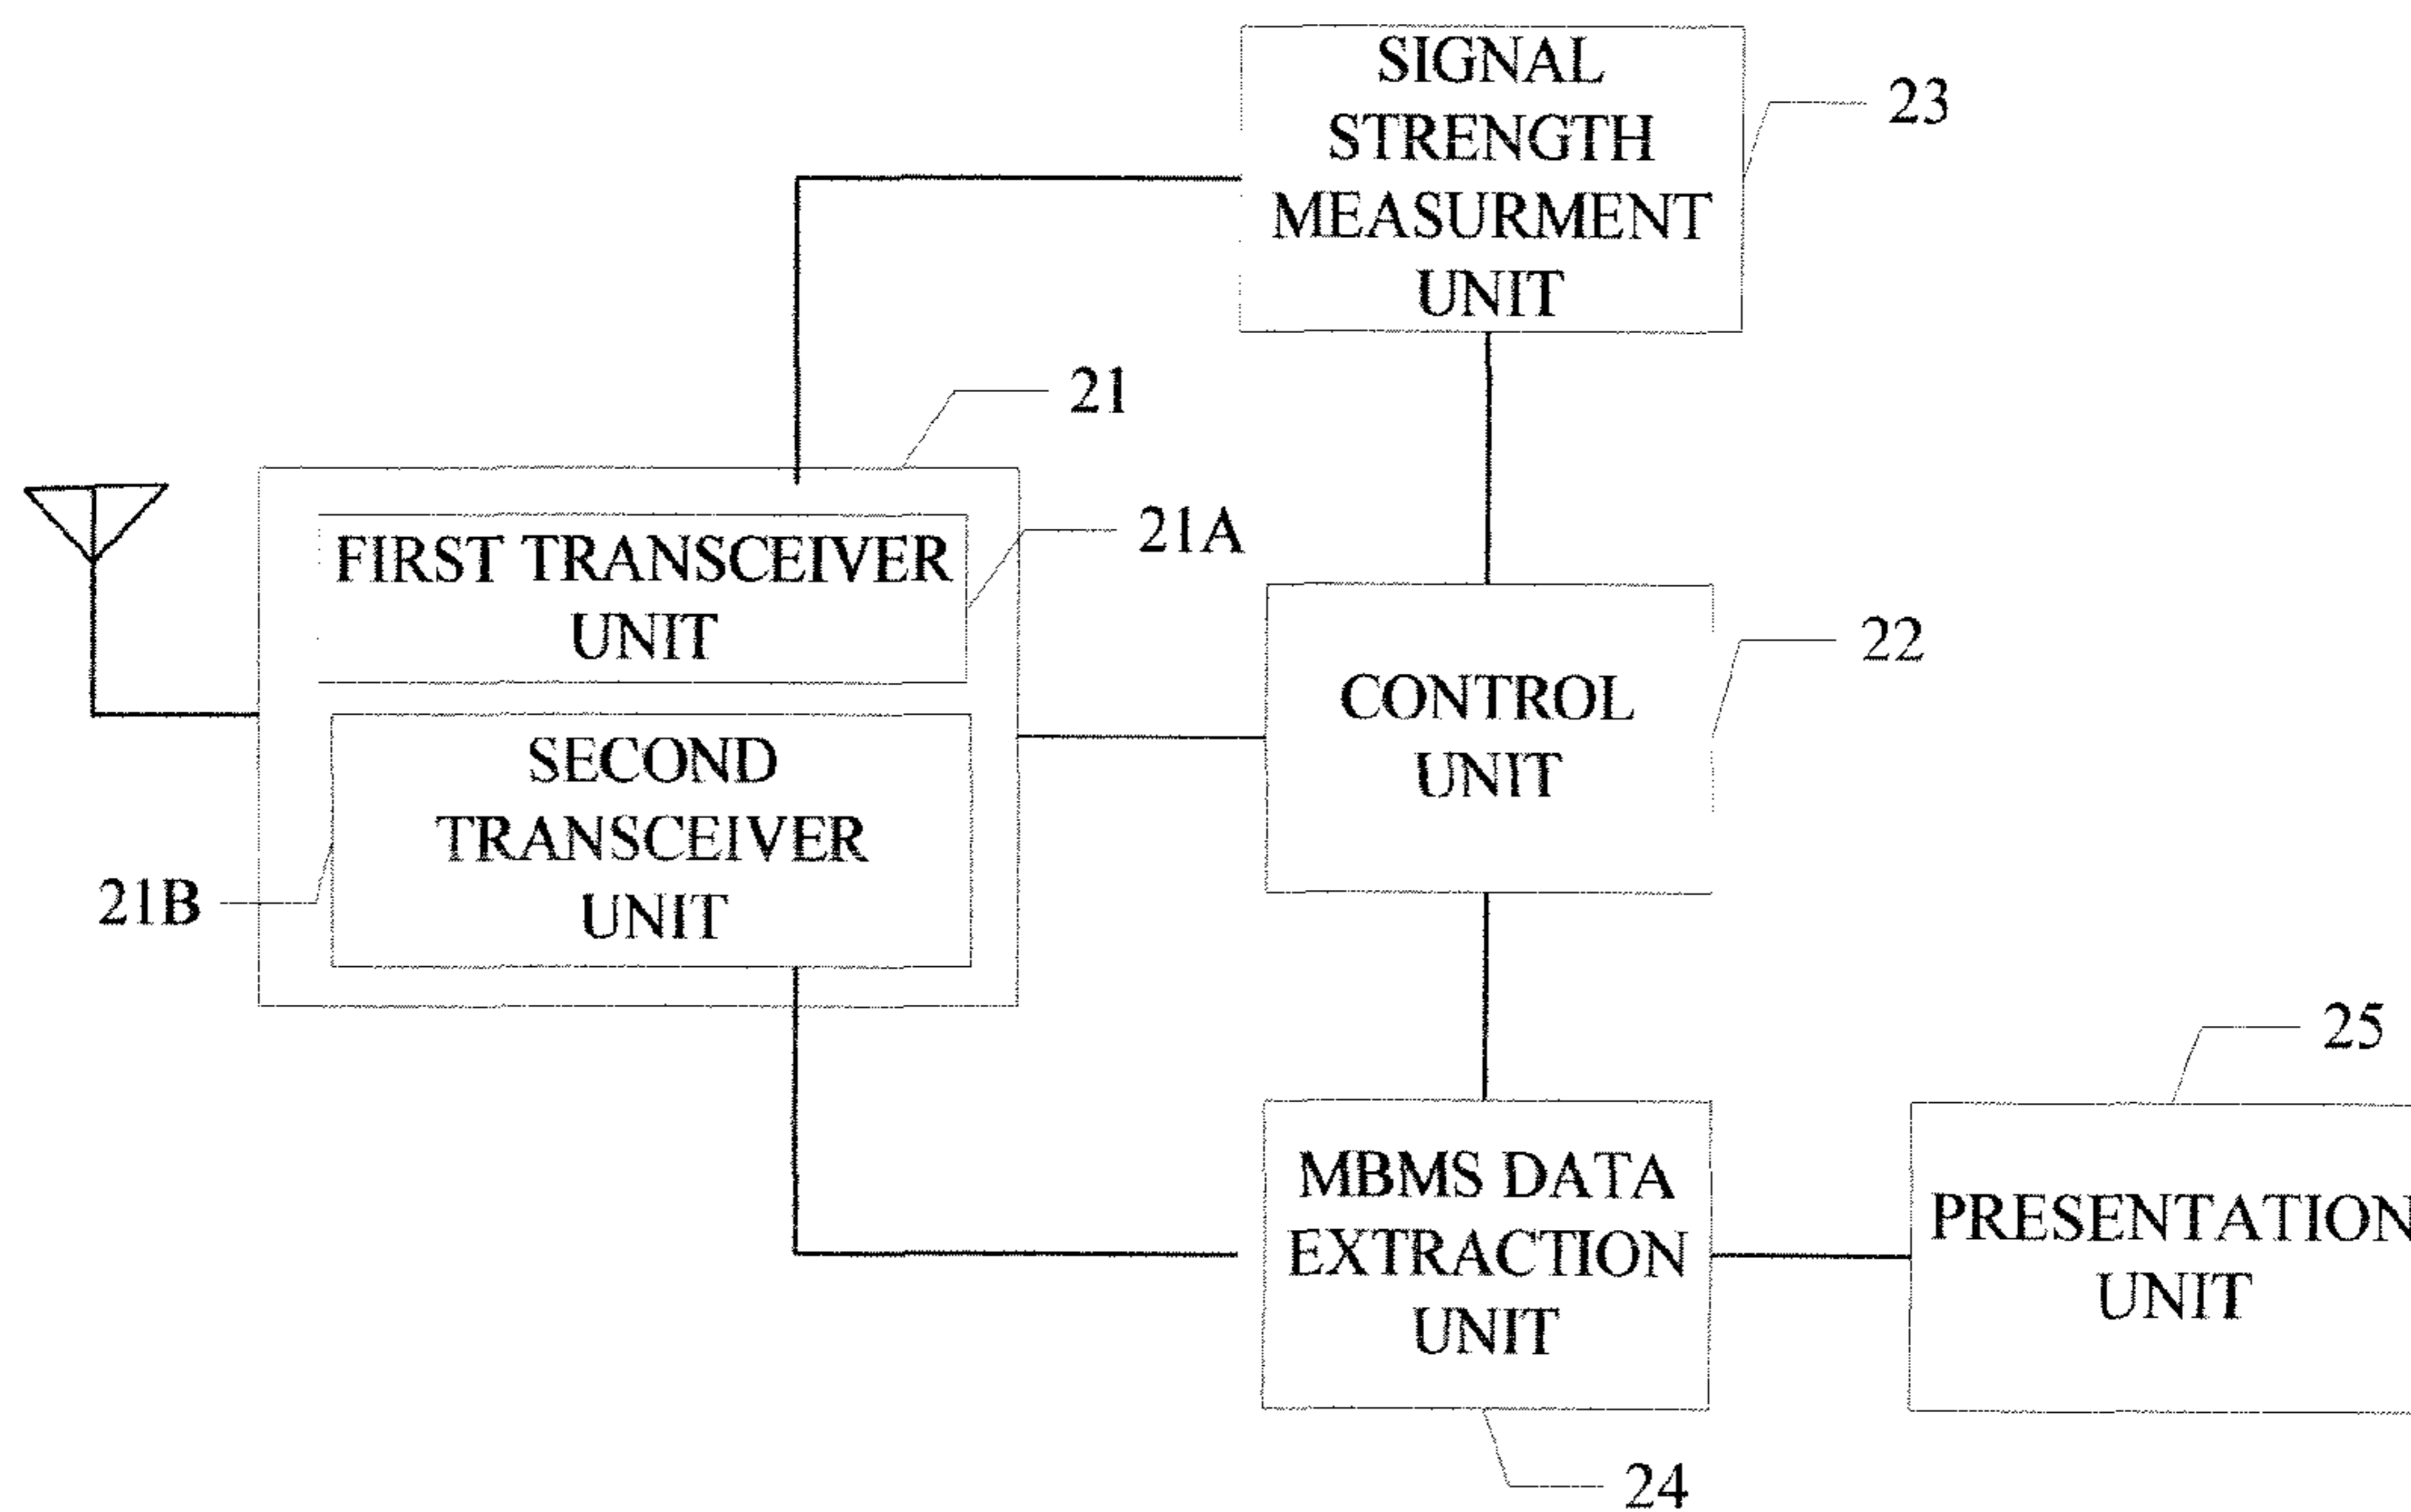 SIGNAL
STRENGTH
MEASURMENT
UNIT
23
21
FIRST TRANSCEIVER
UNIT
21A
SECOND
TRANSCEIVER
UNIT
21B
CONTROL
UNIT
22
MBMS DATA
EXTRACTION
UNIT
24
PRESENTATION
UNIT
25